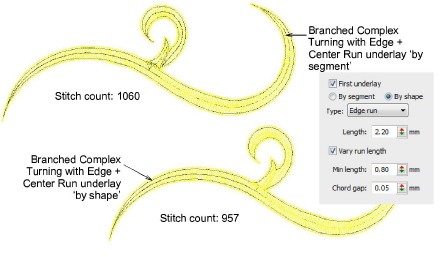 Branched Complex
Turning with Edge +
Center Run underlay 'by
segment'
Stitch count: 1060
First underlay
By segment By shape
Type: Edge run
Length: 2.20 mm
Vary run length
Min length: 0.80 mm
Chord gap: 0.05 mm
Branched Complex
Turning with Edge +
Center Run underlay
'by shape'
Stitch count: 957